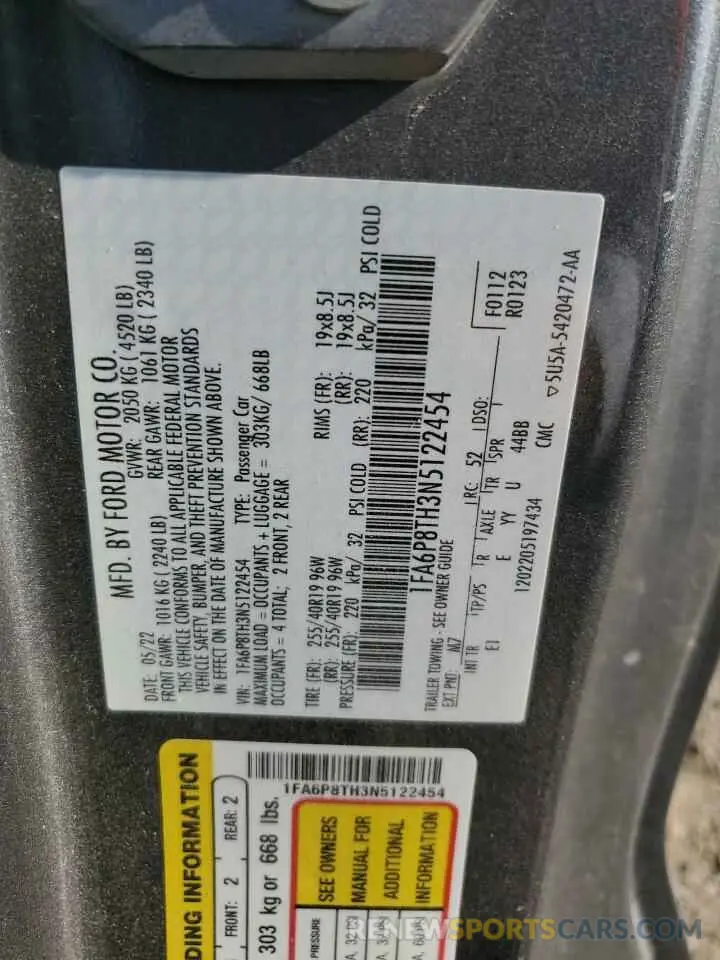 MFD. BY FORD MOTOR CO.
DATE: 05/22 GVWR: 2050 KG ( 4520 LB)
FRONT GAWR: 1016 KG ( 2240 LB) REAR GAWR: 1061 KG ( 2340 LB)
THIS VEHICLE CONFORMS TO ALL APPLICABLE FEDERAL MOTOR
VEHICLE SAFETY, BUMPER, AND THEFT PREVENTION STANDARDS
IN EFFECT ON THE DATE OF MANUFACTURE SHOWN ABOVE.
VIN: 1FA6P8TH3N5122454 TYPE: Passenger Car
MAXIMUM LOAD = OCCUPANTS + LUGGAGE = 303KG/ 668LB
OCCUPANTS = 4 TOTAL; 2 FRONT, 2 REAR
TIRE (FR): 255/40R19 96W RIMS (FR): 19x8.5J
(RR): 255/40R19 96W (RR): 19x8.5J
PRESSURE (FR): 220 kPa/ 32 PSI COLD (RR): 220 kPa/ 32 PSI COLD
1FA6P8TH3N5122454
TRAILER TOWING - SEE OWNER GUIDE
EXT PNT: M7 RC: 52 DSO: F0112
R0123
INT TR TP/PS R AXLE TR SPR
EI E YY U 44BB
1202205197434 CMC
▽5U5A-5420472-AA
1FA6P8TH3N5122454
DING INFORMATION
FRONT: 2 REAR: 2
303 kg or 668 lbs.
SEE OWNERS
MANUAL FOR
ADDITIONAL
INFORMATION
PRESSURE
RENEWSPORTSCARS.COM